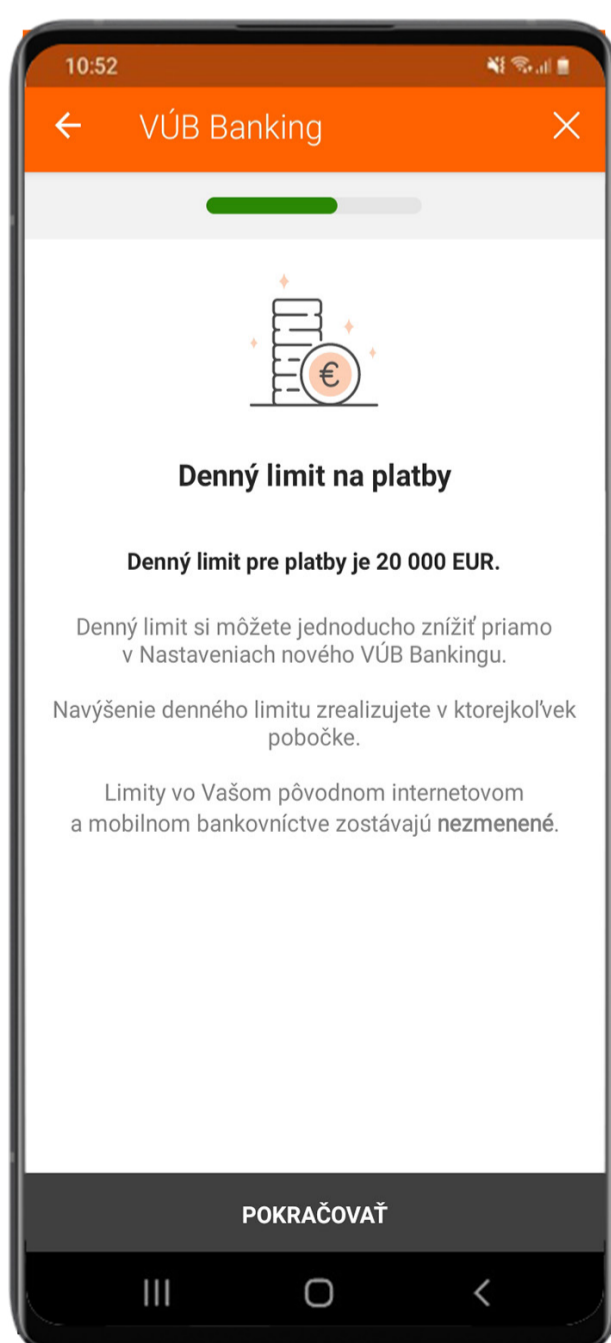 10:52
VÚB Banking
€
Denný limit na platby
Denný limit pre platby je 20 000 EUR.
Denný limit si môžete jednoducho znížiť priamo
v Nastaveniach nového VÚB Bankingu.
Navýšenie denného limitu zrealizujete v ktorejkoľvek
pobočke.
Limity vo Vašom pôvodnom internetovom
a mobilnom bankovníctve zostávajú nezmenené.
POKRAČOVAŤ